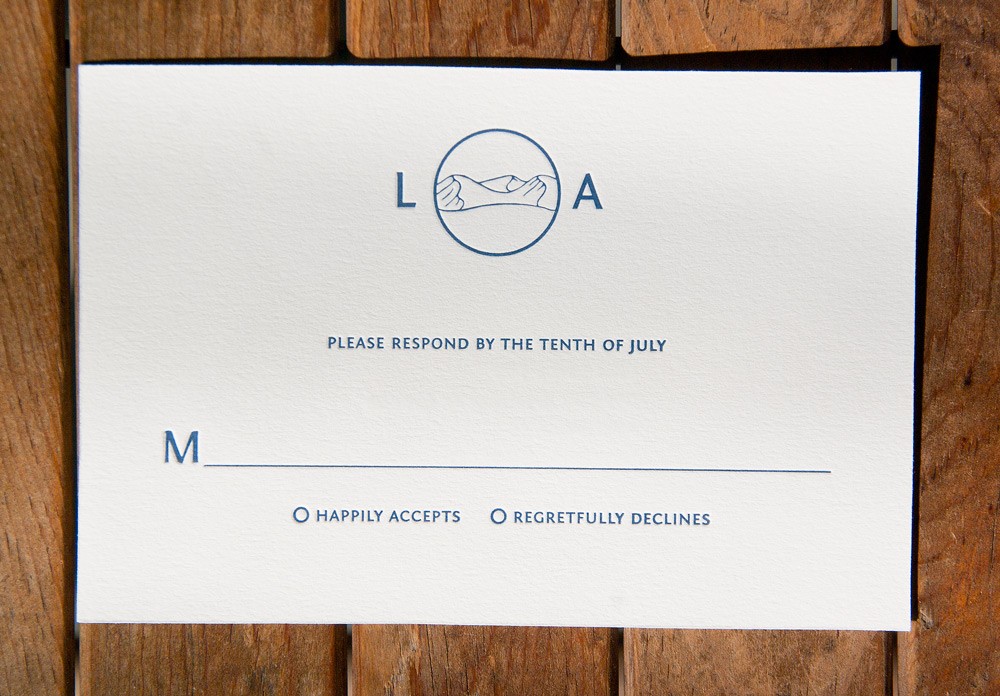 L A
PLEASE RESPOND BY THE TENTH OF JULY
M
HAPPILY ACCEPTS REGRETFULLY DECLINES